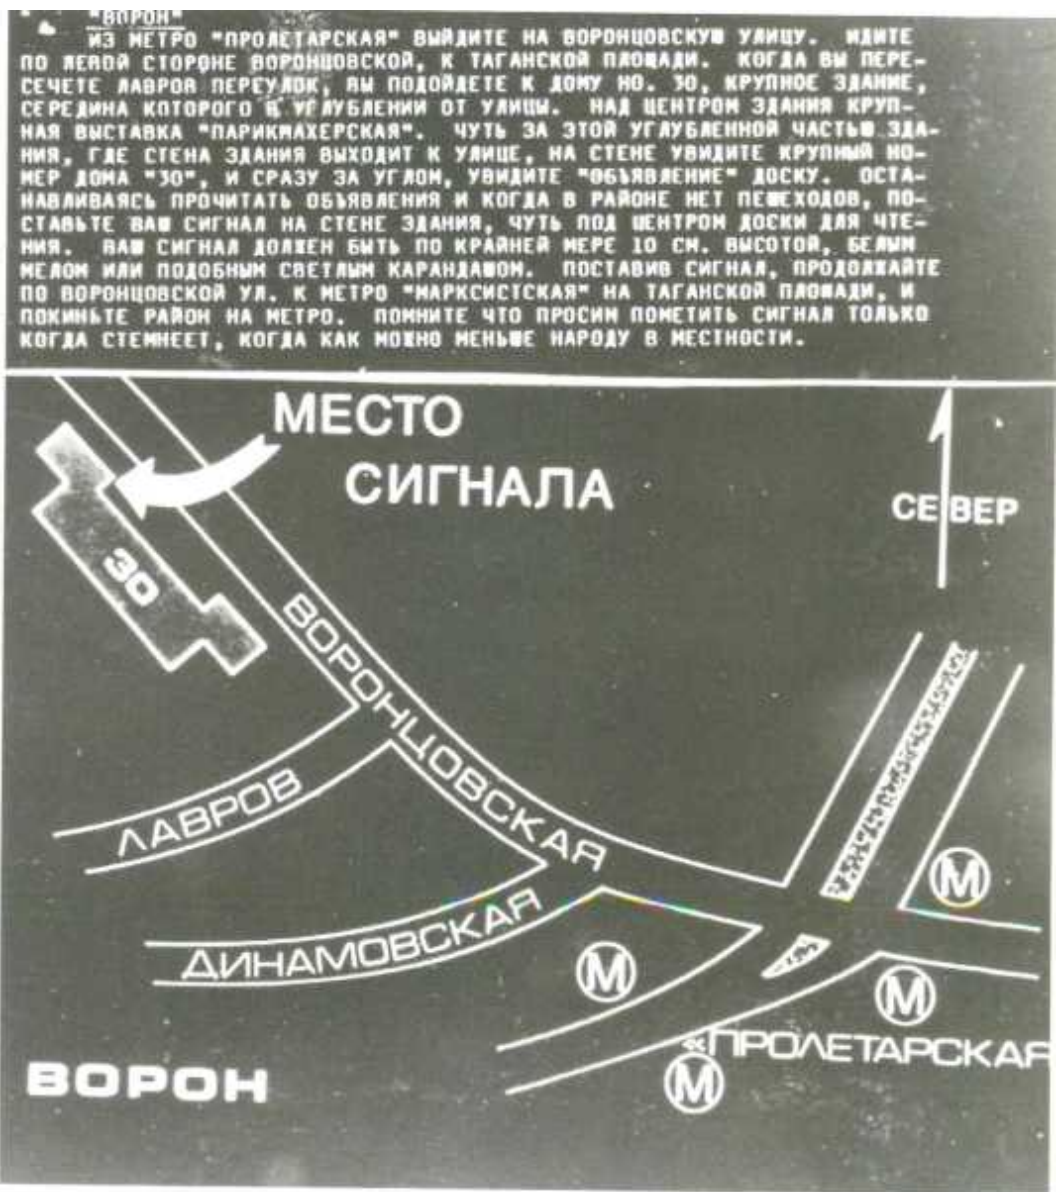 "ВОРОН"
ИЗ МЕТРО "ПРОЛЕТАРСКАЯ" ВЫЙДИТЕ НА ВОРОНЦОВСКУЮ УЛИЦУ. ИДИТЕ
ПО ЛЕВОЙ СТОРОНЕ ВОРОНЦОВСКОЙ, К ТАГАНСКОЙ ПЛОЩАДИ. КОГДА ВЫ ПЕРЕ-
СЕЧЕТЕ ЛАВРОВ ПЕРЕУЛОК, ВЫ ПОДОЙДЕТЕ К ДОМУ НО. 30, КРУПНОЕ ЗДАНИЕ,
СЕРЕДИНА КОТОРОГО В УГЛУБЛЕНИИ ОТ УЛИЦЫ. НАД ЦЕНТРОМ ЗДАНИЯ КРУП-
НАЯ ВЫСТАВКА "ПАРИКМАХЕРСКАЯ". ЧУТЬ ЗА ЭТОЙ УГЛУБЛЕННОЙ ЧАСТЬЮ ЗДА-
НИЯ, ГДЕ СТЕНА ЗДАНИЯ ВЫХОДИТ К УЛИЦЕ, НА СТЕНЕ УВИДИТЕ КРУПНЫЙ НО-
МЕР ДОМА "30", И СРАЗУ ЗА УГЛОМ, УВИДИТЕ "ОБЪЯВЛЕНИЕ" ДОСКУ. ОСТА-
НАВЛИВАЯСЬ ПРОЧИТАТЬ ОБЪЯВЛЕНИЯ И КОГДА В РАЙОНЕ НЕТ ПЕШЕХОДОВ, ПО-
СТАВЬТЕ ВАШ СИГНАЛ НА СТЕНЕ ЗДАНИЯ, ЧУТЬ ПОД ЦЕНТРОМ ДОСКИ ДЛЯ ЧТЕ-
НИЯ. ВАШ СИГНАЛ ДОЛЖЕН БЫТЬ ПО КРАЙНЕЙ МЕРЕ 10 СМ. ВЫСОТОЙ, БЕЛЫМ
МЕЛОМ ИЛИ ПОДОБНЫМ СВЕТЛЫМ КАРАНДАШОМ. ПОСТАВИВ СИГНАЛ, ПРОДОЛЖАЙТЕ
ПО ВОРОНЦОВСКОЙ УЛ. К МЕТРО "МАРКСИСТСКАЯ" НА ТАГАНСКОЙ ПЛОЩАДИ, И
ПОКИНЬТЕ РАЙОН НА МЕТРО. ПОМНИТЕ ЧТО ПРОСИМ ПОМЕТИТЬ СИГНАЛ ТОЛЬКО
КОГДА СТЕМНЕЕТ, КОГДА КАК МОЖНО МЕНЬШЕ НАРОДУ В МЕСТНОСТИ.
МЕСТО
СИГНАЛА
СЕВЕР
30
ВОРОНЦОВСКАЯ
ЛАВРОВ
ДИНАМОВСКАЯ
М
М
М
«ПРОЛЕТАРСКАЯ
М
ВОРОН